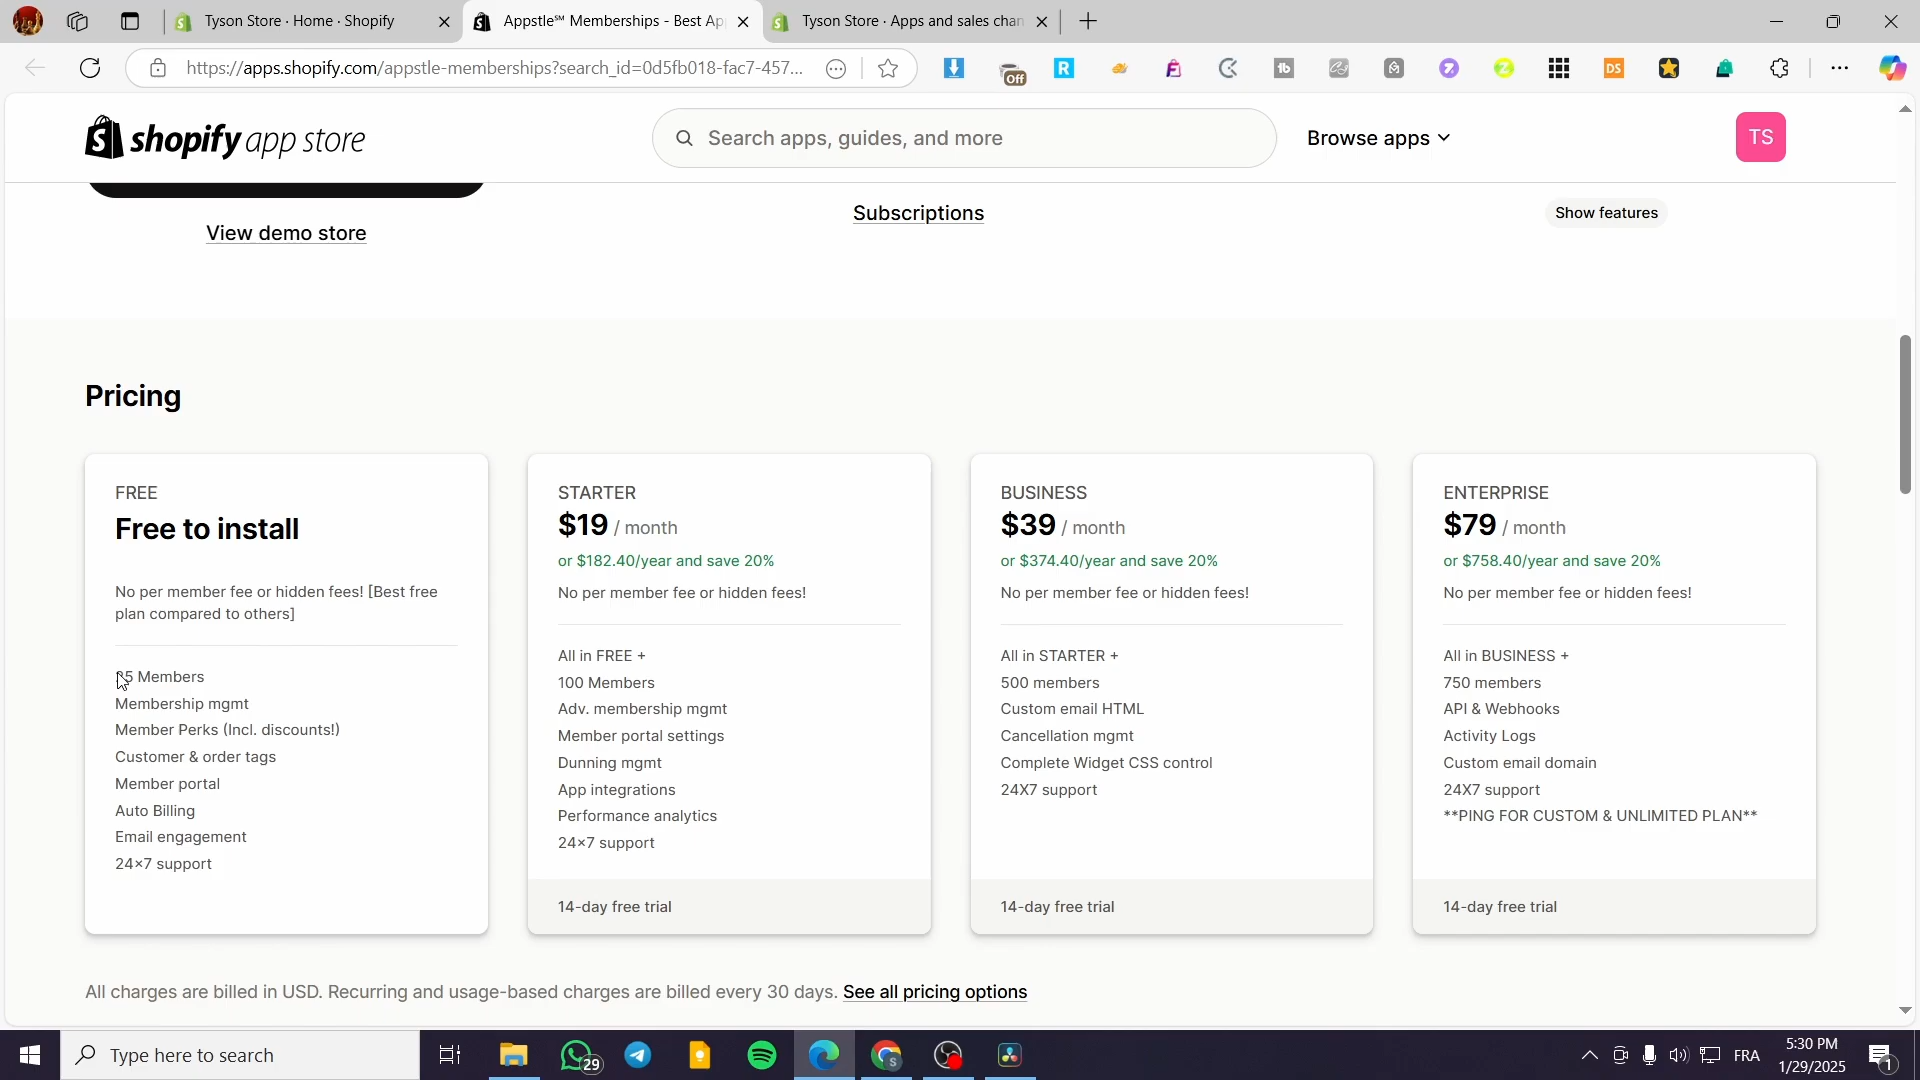 Tyson Store · Home · Shopify
Appstle℠ Memberships - Best Ap
Tyson Store · Apps and sales chan
https://apps.shopify.com/appstle-memberships?search_id=0d5fb018-fac7-457...
Off
R
tb
DS
shopify app store
Search apps, guides, and more
Browse apps
TS
View demo store
Subscriptions
Show features
Pricing
FREE
Free to install
No per member fee or hidden fees! [Best free
plan compared to others]
Members
Membership mgmt
Member Perks (Incl. discounts!)
Customer & order tags
Member portal
Auto Billing
Email engagement
24×7 support
STARTER
$19 / month
or $182.40/year and save 20%
No per member fee or hidden fees!
All in FREE +
100 Members
Adv. membership mgmt
Member portal settings
Dunning mgmt
App integrations
Performance analytics
24×7 support
14-day free trial
BUSINESS
$39 / month
or $374.40/year and save 20%
No per member fee or hidden fees!
All in STARTER +
500 members
Custom email HTML
Cancellation mgmt
Complete Widget CSS control
24X7 support
14-day free trial
ENTERPRISE
$79 / month
or $758.40/year and save 20%
No per member fee or hidden fees!
All in BUSINESS +
750 members
API & Webhooks
Activity Logs
Custom email domain
24X7 support
**PING FOR CUSTOM & UNLIMITED PLAN**
14-day free trial
All charges are billed in USD. Recurring and usage-based charges are billed every 30 days. See all pricing options
Type here to search
29
S
FRA
5:30 PM
1/29/2025
1